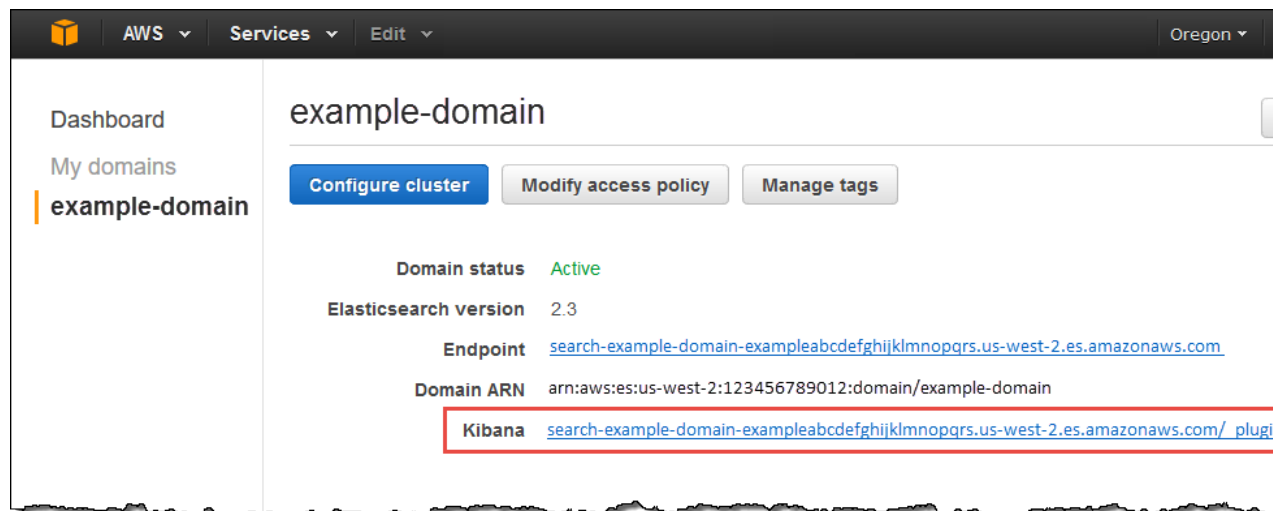 AWS Services Edit Oregon
Dashboard
My domains
example-domain
example-domain
Configure cluster Modify access policy Manage tags
Domain status Active
Elasticsearch version 2.3
Endpoint search-example-domain-exampleabcdefghijklmnopqrs.us-west-2.es.amazonaws.com
Domain ARN arn:aws:es:us-west-2:123456789012:domain/example-domain
Kibana search-example-domain-exampleabcdefghijklmnopqrs.us-west-2.es.amazonaws.com/_plugi